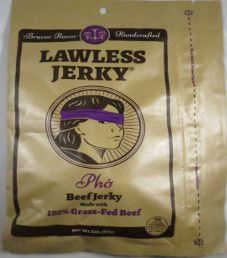 Braver Flavor Handcrafted
LAWLESS
JERKY®
Phở
Beef Jerky
Made with
100% Grass-Fed Beef